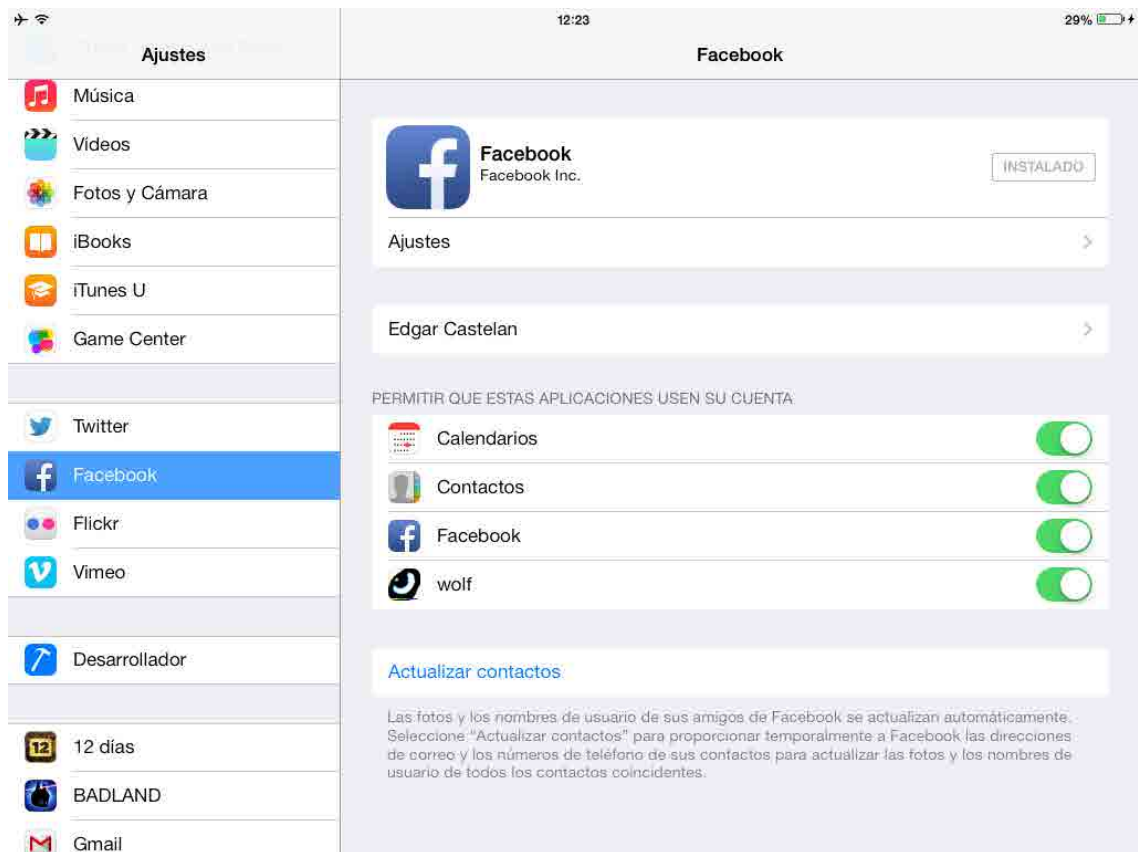 12:23
29%
Ajustes
Facebook
Música
Vídeos
Fotos y Cámara
iBooks
iTunes U
Game Center
Twitter
Facebook
Flickr
Vimeo
Desarrollador
12 días
BADLAND
Gmail
Facebook
Facebook Inc.
INSTALADO
Ajustes
Edgar Castelan
PERMITIR QUE ESTAS APLICACIONES USEN SU CUENTA
Calendarios
Contactos
Facebook
wolf
Actualizar contactos
Las fotos y los nombres de usuario de sus amigos de Facebook se actualizan automáticamente.
Seleccione “Actualizar contactos” para proporcionar temporalmente a Facebook las direcciones
de correo y los números de teléfono de sus contactos para actualizar las fotos y los nombres de
usuario de todos los contactos coincidentes.